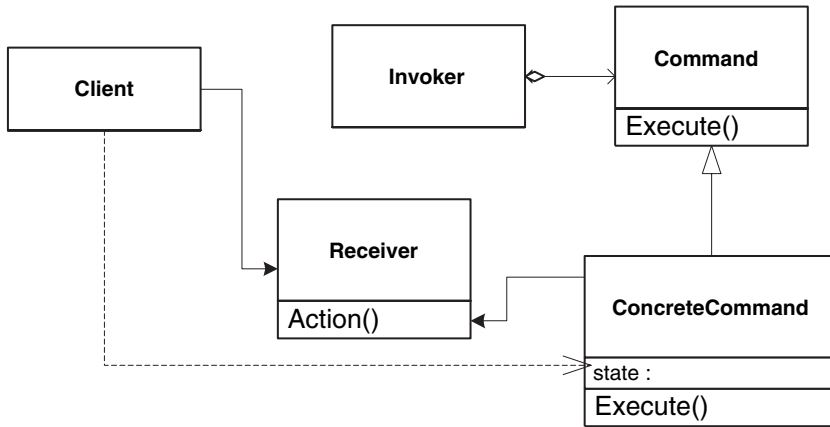 Client
Invoker
Command
Execute()
Receiver
Action()
ConcreteCommand
state :
Execute()